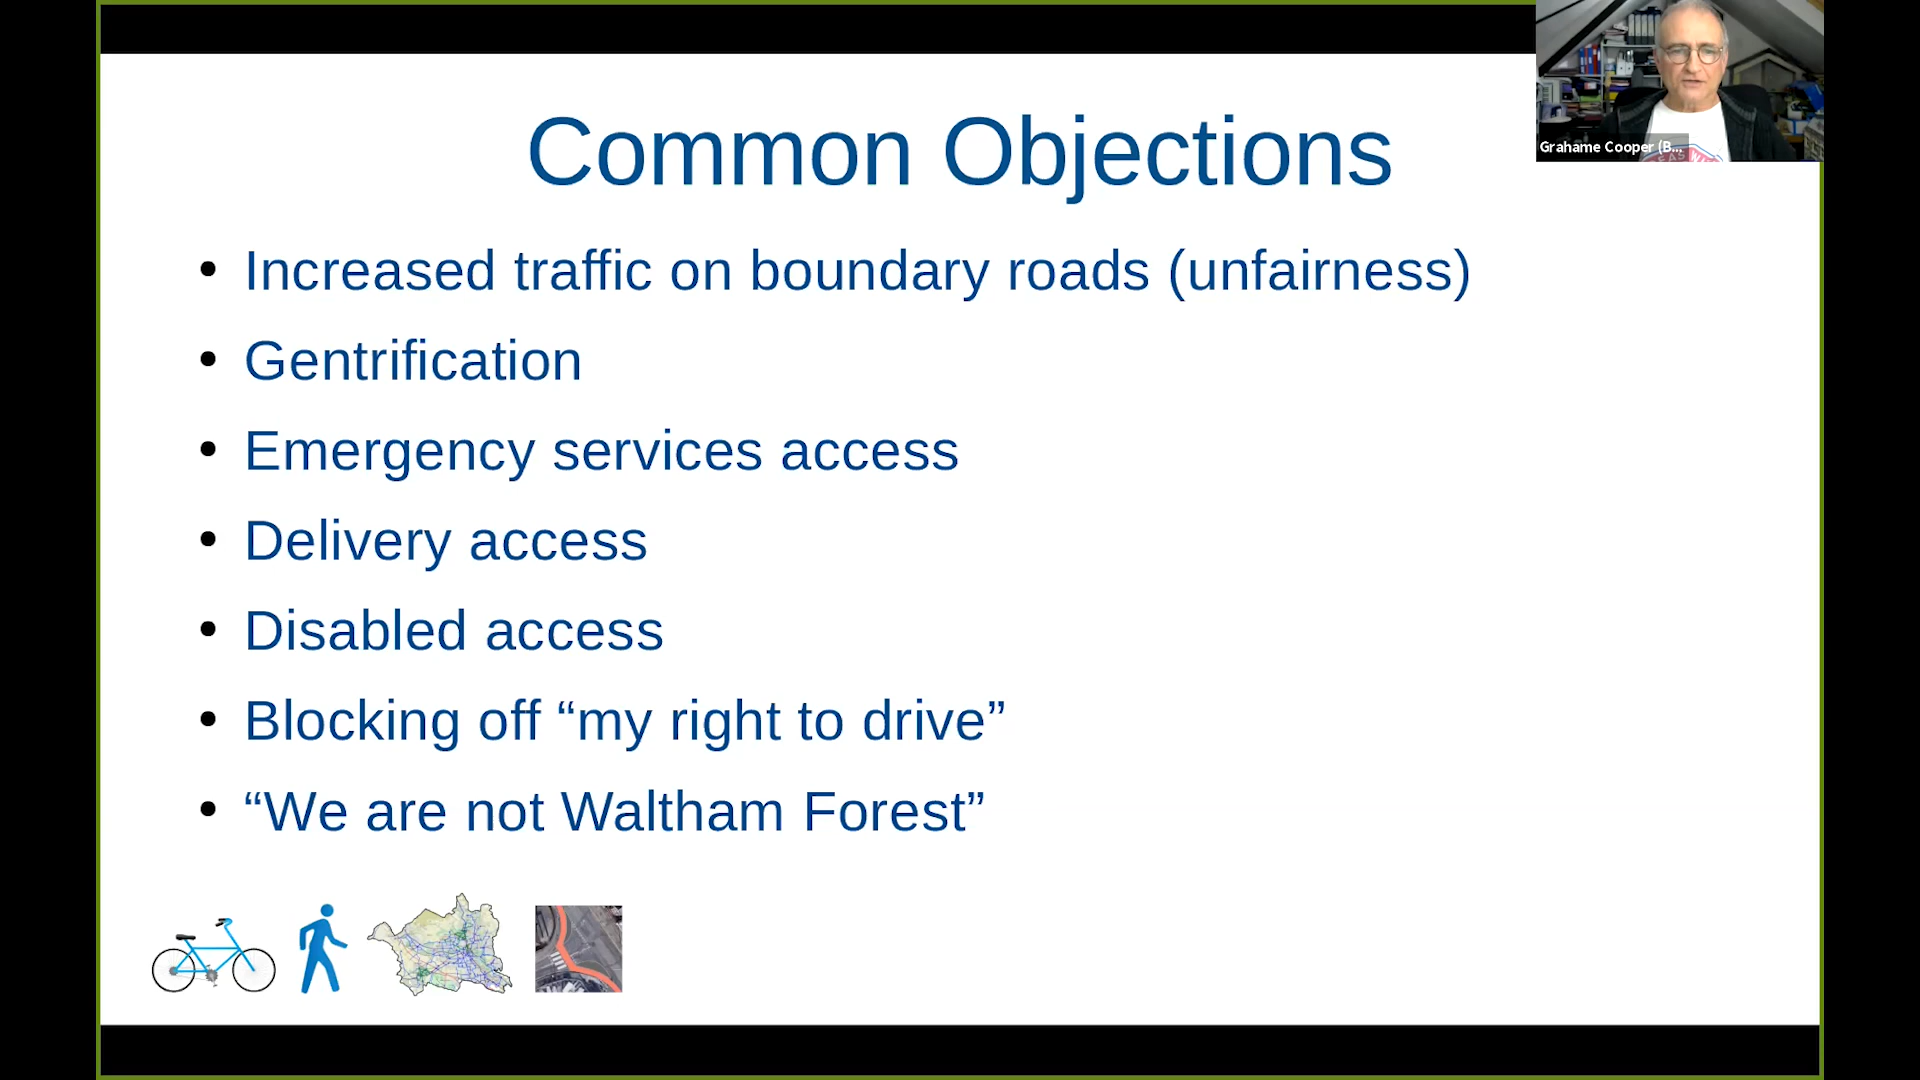 Common Objections
Grahame Cooper (B...
• Increased traffic on boundary roads (unfairness)
• Gentrification
• Emergency services access
• Delivery access
• Disabled access
• Blocking off “my right to drive”
• “We are not Waltham Forest”